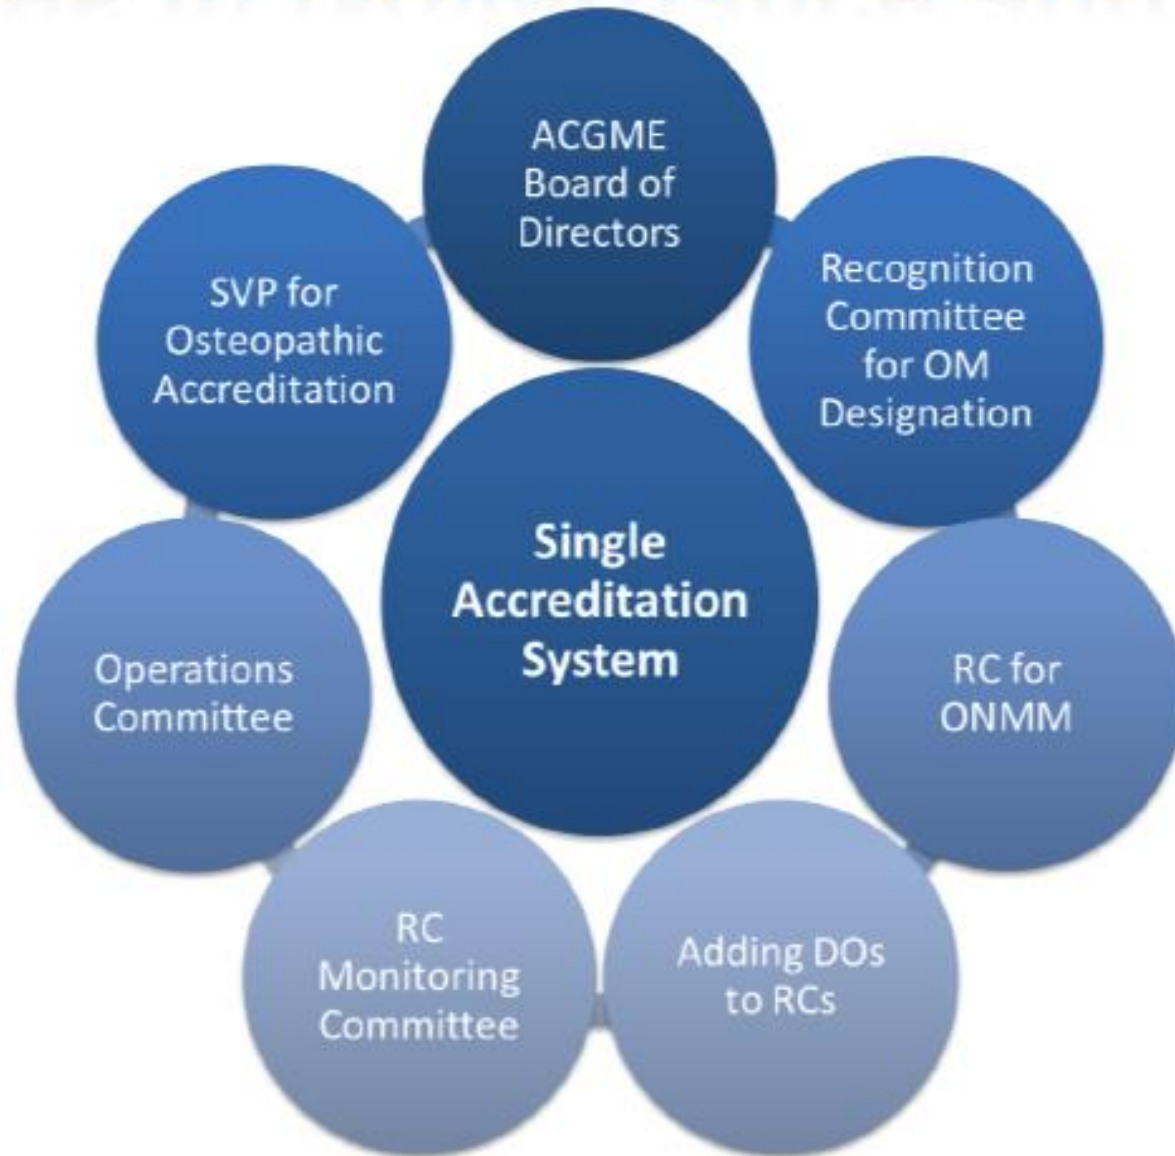 ACGME
Board of
Directors
Recognition
Committee
for OM
Designation
RC for
ONMM
Adding DOs
to RCs
RC
Monitoring
Committee
Operations
Committee
SVP for
Osteopathic
Accreditation
Single
Accreditation
System